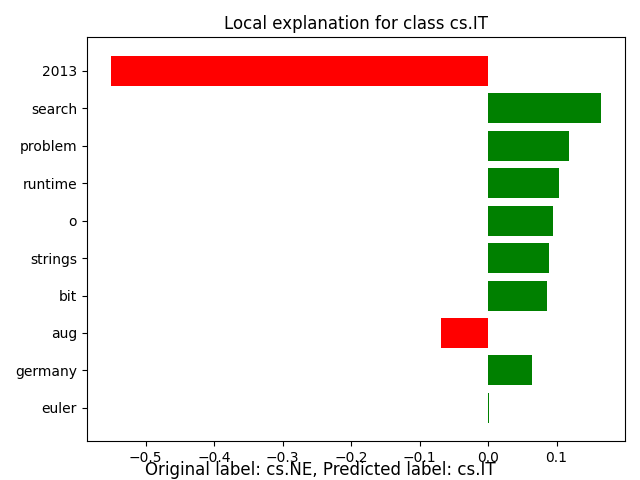 Local explanation for class cs.IT
2013
search
problem
runtime
o
strings
bit
aug
germany
euler
−0.5 −0.4 −0.3 −0.2 −0.1 0.0 0.1
Original label: cs.NE, Predicted label: cs.IT